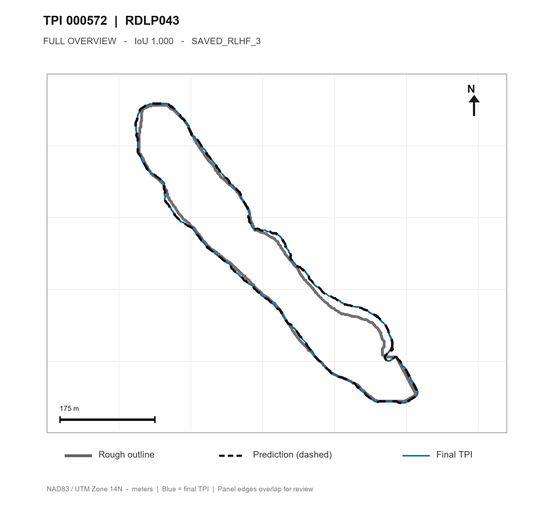 TPI 000572 | RDLP043
FULL OVERVIEW - IoU 1.000 - SAVED_RLHF_3
N
175 m
Rough outline
Prediction (dashed)
Final TPI
NAD83 / UTM Zone 14N - meters | Blue = final TPI | Panel edges overlap for review